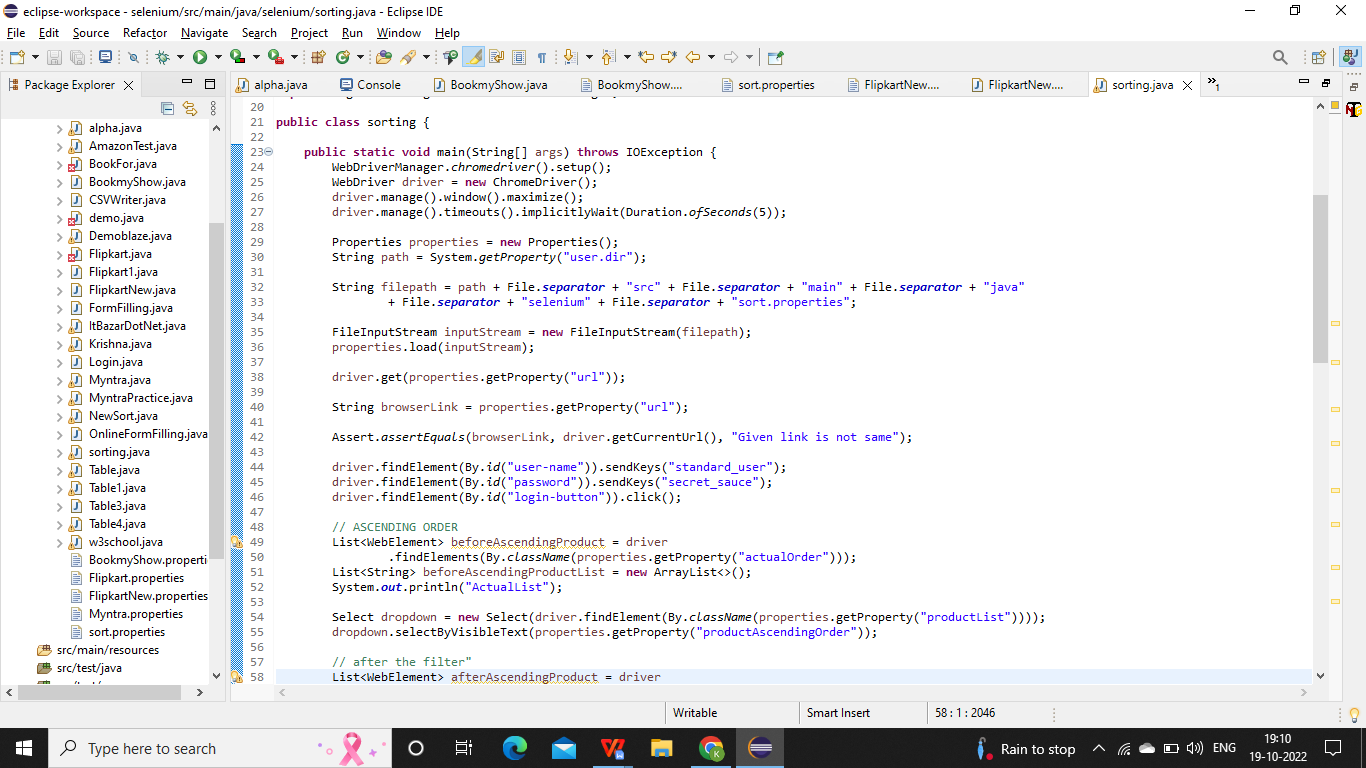 eclipse-workspace - selenium/src/main/java/selenium/sorting.java - Eclipse IDE
File Edit Source Refactor Navigate Search Project Run Window Help
Package Explorer
alpha.java Console BookmyShow.java BookmyShow.... sort.properties FlipkartNew.... FlipkartNew.... sorting.java »1
alpha.java
AmazonTest.java
BookFor.java
BookmyShow.java
CSVWriter.java
demo.java
Demoblaze.java
Flipkart.java
Flipkart1.java
FlipkartNew.java
FormFilling.java
ItBazarDotNet.java
Krishna.java
Login.java
Myntra.java
MyntraPractice.java
NewSort.java
OnlineFormFilling.java
sorting.java
Table.java
Table1.java
Table3.java
Table4.java
w3school.java
BookmyShow.properti
Flipkart.properties
FlipkartNew.properties
Myntra.properties
sort.properties
src/main/resources
src/test/java
20
21 public class sorting {
22
23 public static void main(String[] args) throws IOException {
24 WebDriverManager.chromedriver().setup();
25 WebDriver driver = new ChromeDriver();
26 driver.manage().window().maximize();
27 driver.manage().timeouts().implicitlyWait(Duration.ofSeconds(5));
28
29 Properties properties = new Properties();
30 String path = System.getProperty("user.dir");
31
32 String filepath = path + File.separator + "src" + File.separator + "main" + File.separator + "java"
33 + File.separator + "selenium" + File.separator + "sort.properties";
34
35 FileInputStream inputStream = new FileInputStream(filepath);
36 properties.load(inputStream);
37
38 driver.get(properties.getProperty("url"));
39
40 String browserLink = properties.getProperty("url");
41
42 Assert.assertEquals(browserLink, driver.getCurrentUrl(), "Given link is not same");
43
44 driver.findElement(By.id("user-name")).sendKeys("standard_user");
45 driver.findElement(By.id("password")).sendKeys("secret_sauce");
46 driver.findElement(By.id("login-button")).click();
47
48 // ASCENDING ORDER
49 List<WebElement> beforeAscendingProduct = driver
50 .findElements(By.className(properties.getProperty("actualOrder")));
51 List<String> beforeAscendingProductList = new ArrayList<>();
52 System.out.println("ActualList");
53
54 Select dropdown = new Select(driver.findElement(By.className(properties.getProperty("productList"))));
55 dropdown.selectByVisibleText(properties.getProperty("productAscendingOrder"));
56
57 // after the filter"
58 List<WebElement> afterAscendingProduct = driver
Writable Smart Insert 58 : 1 : 2046
Type here to search
Rain to stop
ENG
19:10
19-10-2022